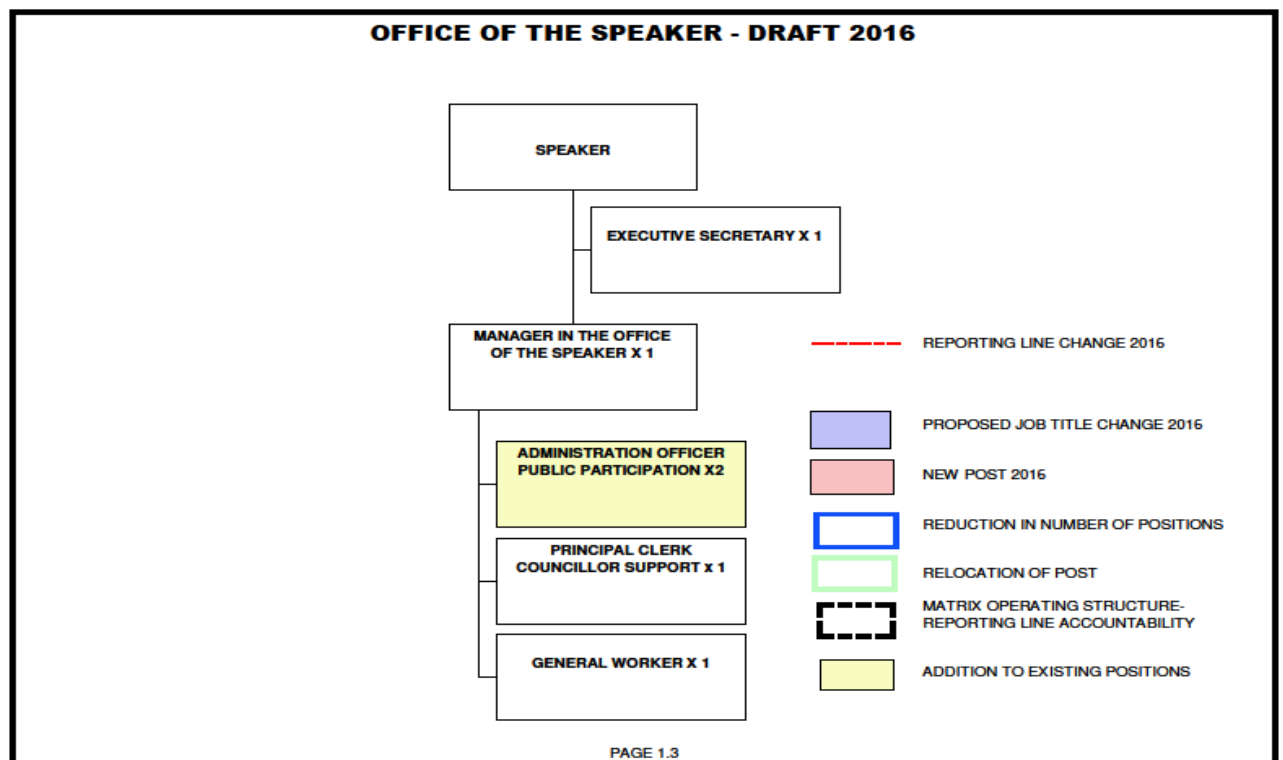 OFFICE OF THE SPEAKER - DRAFT 2016
SPEAKER
EXECUTIVE SECRETARY X 1
MANAGER IN THE OFFICE
OF THE SPEAKER X 1
ADMINISTRATION OFFICER
PUBLIC PARTICIPATION X2
PRINCIPAL CLERK
COUNCILLOR SUPPORT x 1
GENERAL WORKER X 1
REPORTING LINE CHANGE 2016
PROPOSED JOB TITLE CHANGE 2016
NEW POST 2016
REDUCTION IN NUMBER OF POSITIONS
RELOCATION OF POST
MATRIX OPERATING STRUCTURE-
REPORTING LINE ACCOUNTABILITY
ADDITION TO EXISTING POSITIONS
PAGE 1.3